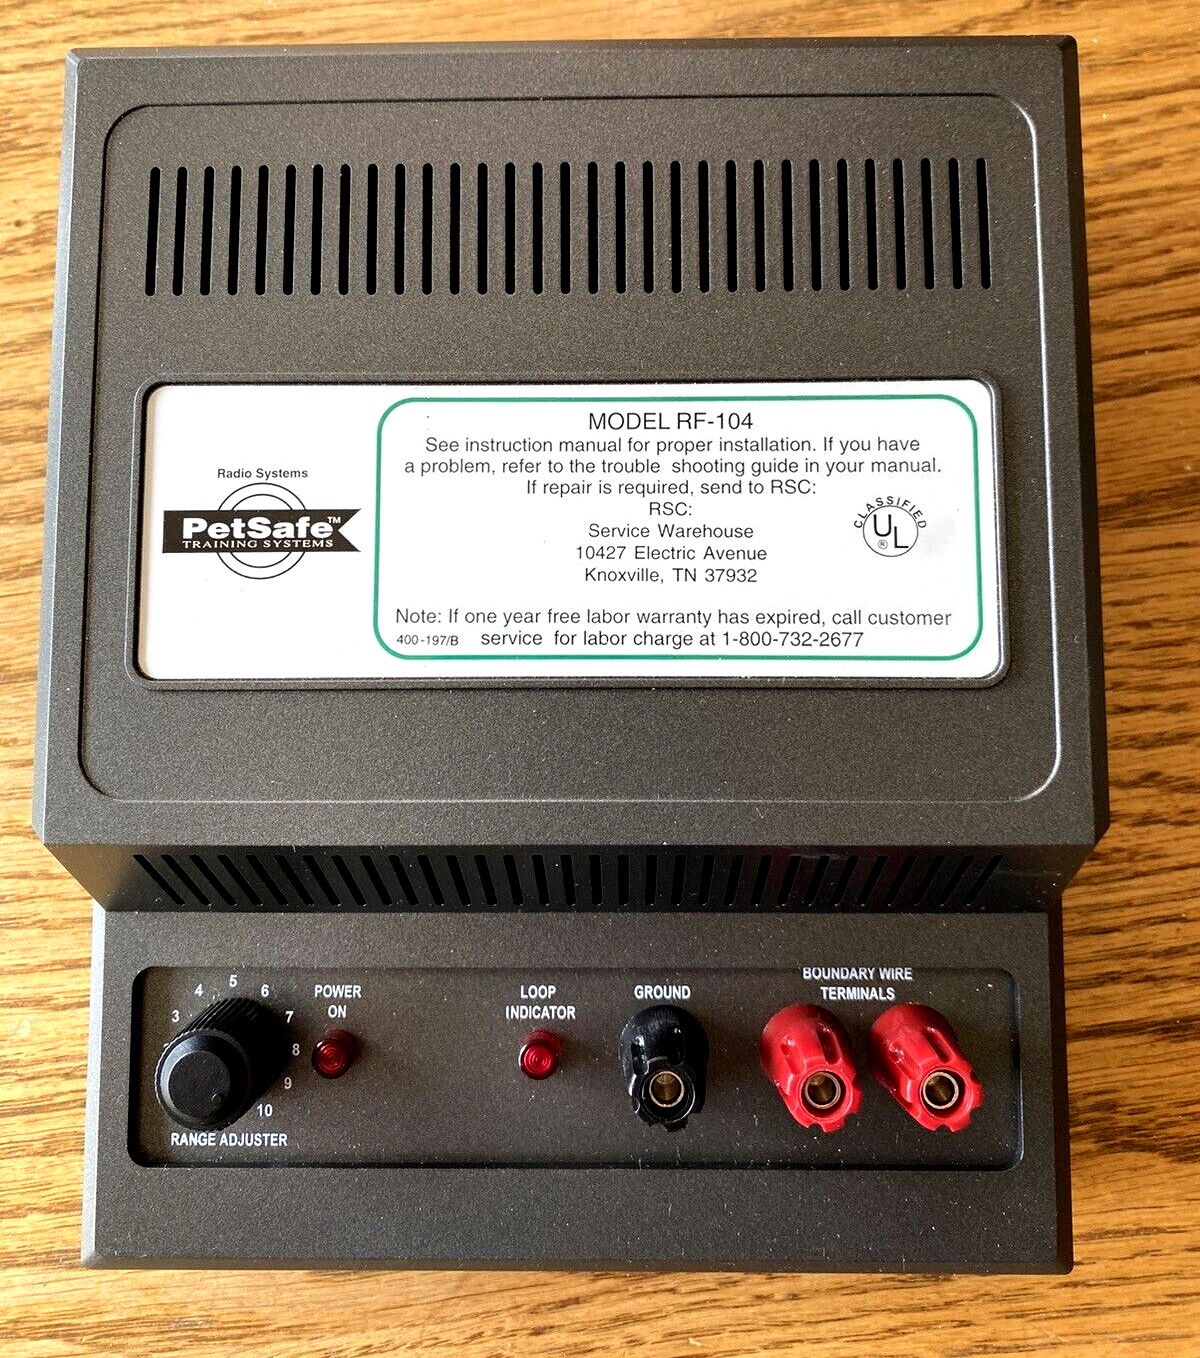 MODEL RF-104
See instruction manual for proper installation. If you have
a problem, refer to the trouble shooting guide in your manual.
If repair is required, send to RSC:
RSC:
Service Warehouse
10427 Electric Avenue
Knoxville, TN 37932
Note: If one year free labor warranty has expired, call customer
400-197/B service for labor charge at 1-800-732-2677
Radio Systems
PetSafe™
TRAINING SYSTEMS
CLASSIFIED
UL®
3 4 5 6 7 8 9 10
RANGE ADJUSTER
POWER
ON
LOOP
INDICATOR
GROUND
BOUNDARY WIRE
TERMINALS